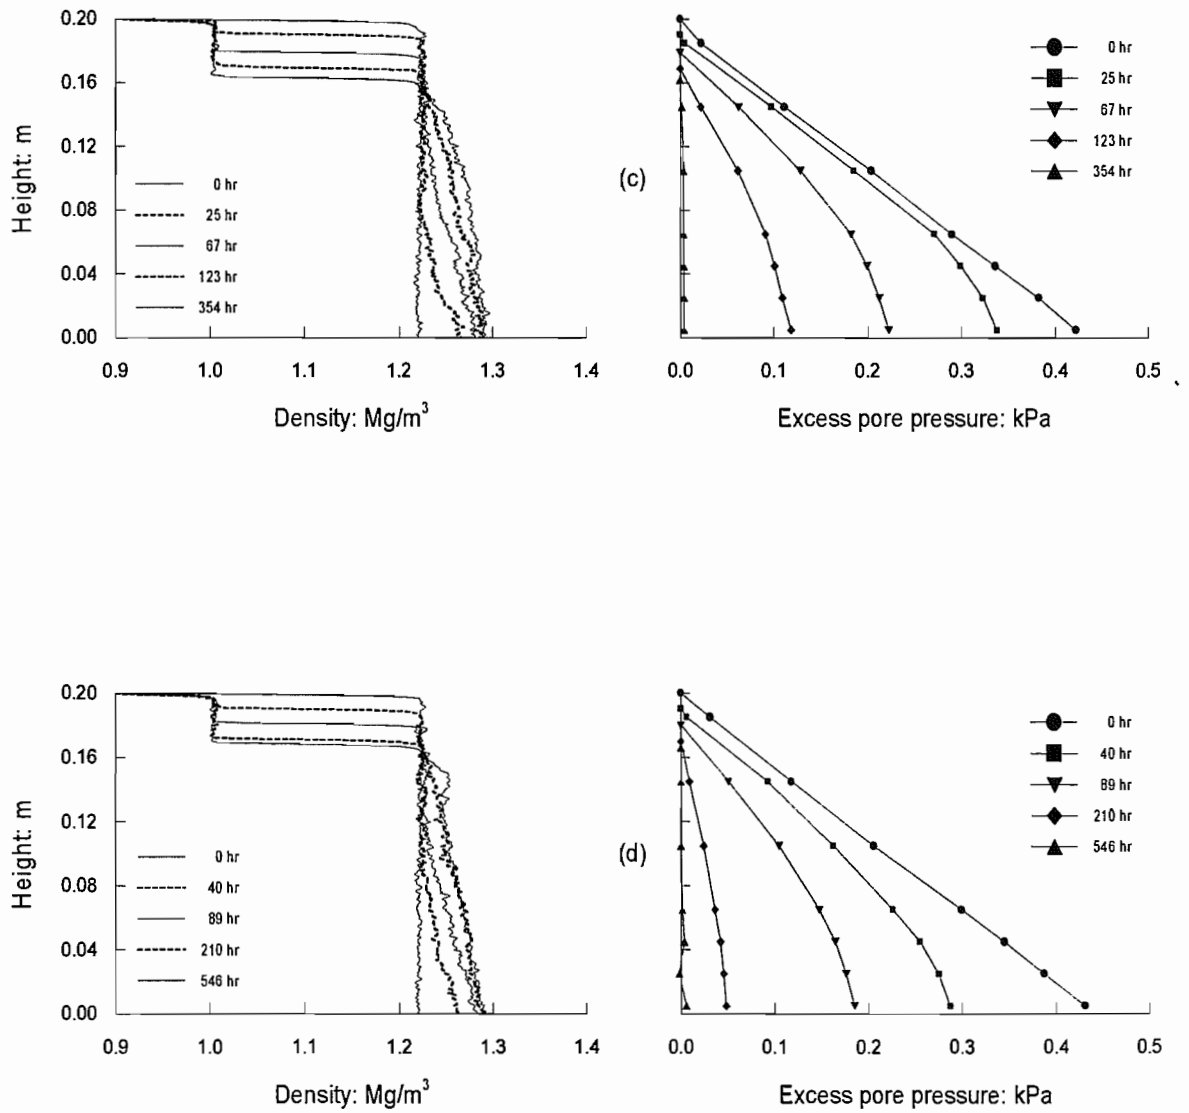 0.20
0.16
0.12
0.08
0.04
0.00
Height: m
0 hr
25 hr
67 hr
123 hr
354 hr
0.9 1.0 1.1 1.2 1.3 1.4
Density: Mg/m³
(c)
0 hr
25 hr
67 hr
123 hr
354 hr
0.0 0.1 0.2 0.3 0.4 0.5
Excess pore pressure: kPa
0.20
0.16
0.12
0.08
0.04
0.00
Height: m
0 hr
40 hr
89 hr
210 hr
546 hr
0.9 1.0 1.1 1.2 1.3 1.4
Density: Mg/m³
(d)
0 hr
40 hr
89 hr
210 hr
546 hr
0.0 0.1 0.2 0.3 0.4 0.5
Excess pore pressure: kPa